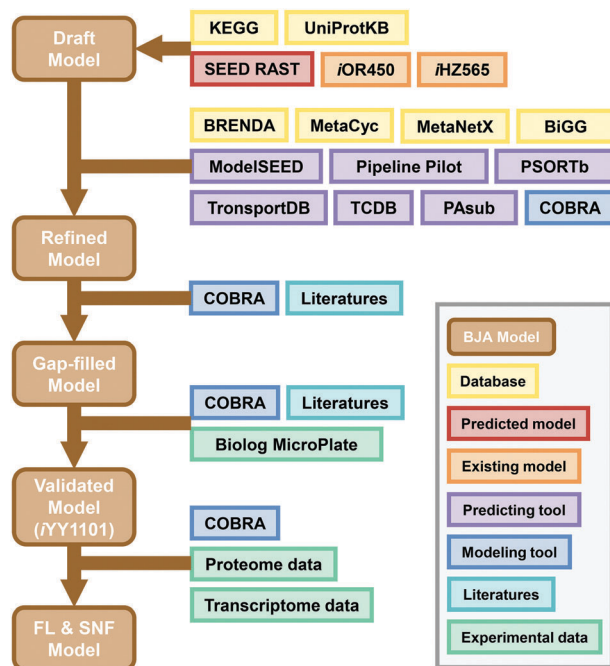 Draft
Model
KEGG
UniProtKB
SEED RAST
iOR450
iHZ565
BRENDA
MetaCyc
MetaNetX
BiGG
ModelSEED
Pipeline Pilot
PSORTb
TronsportDB
TCDB
PAsub
COBRA
Refined
Model
COBRA
Literatures
Gap-filled
Model
COBRA
Literatures
Biolog MicroPlate
Validated
Model
(iYY1101)
COBRA
Proteome data
Transcriptome data
FL & SNF
Model
BJA Model
Database
Predicted model
Existing model
Predicting tool
Modeling tool
Literatures
Experimental data